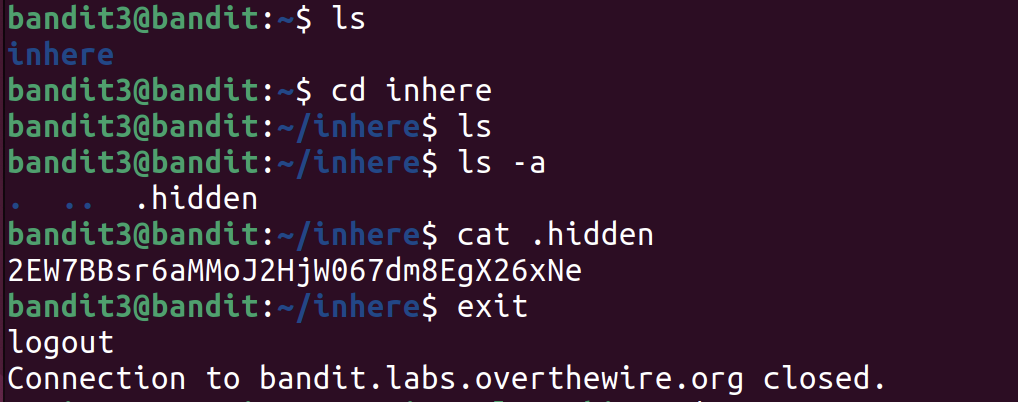 bandit3@bandit:~$ ls
inhere
bandit3@bandit:~$ cd inhere
bandit3@bandit:~/inhere$ ls
bandit3@bandit:~/inhere$ ls -a
.  ..  .hidden
bandit3@bandit:~/inhere$ cat .hidden
2EW7BBsr6aMMoJ2HjW067dm8EgX26xNe
bandit3@bandit:~/inhere$ exit
logout
Connection to bandit.labs.overthewire.org closed.